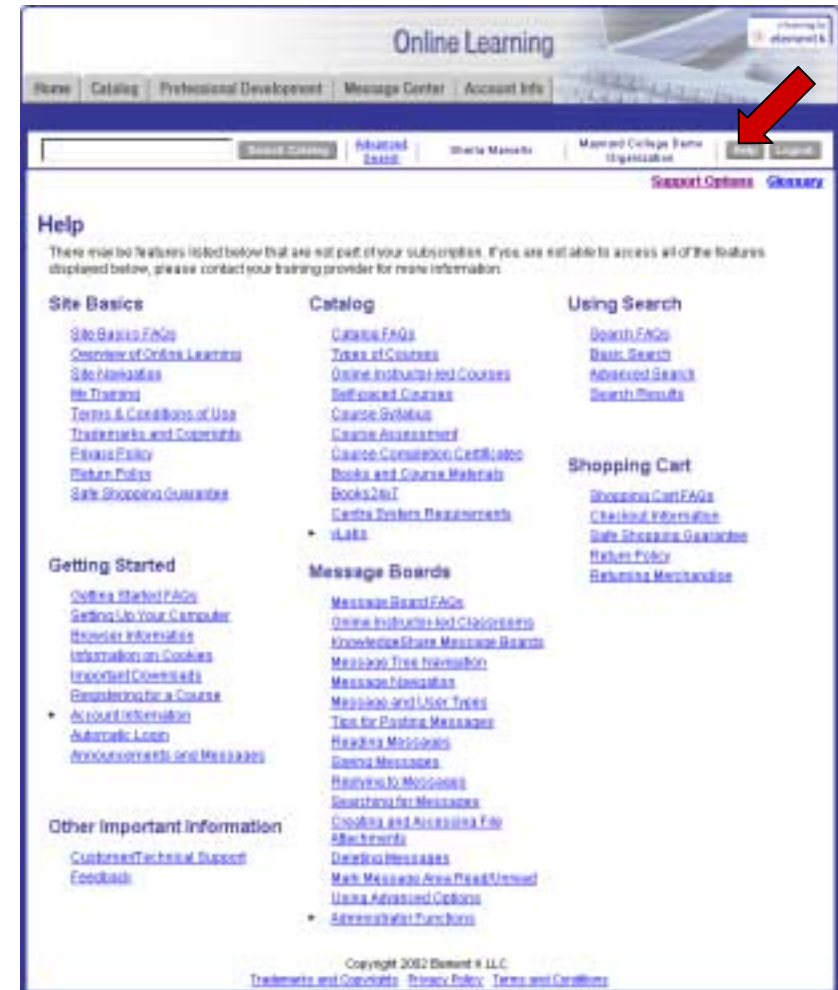 Online Learning
Home Catalog Professional Development Message Center Account Info
Search Catalog Advanced Search Maynard College Demo Organization Help Logout
Support Options Glossary
Help
There may be features listed below that are not part of your subscription. If you are not able to access all of the features
displayed below, please contact your training provider for more information.
Site Basics
Site Basics FAQs
Overview of Online Learning
Site Navigation
My Training
Terms & Conditions of Use
Trademarks and Copyrights
Privacy Policy
Return Policy
Safe Shopping Guarantee
Getting Started
Getting Started FAQs
Setting Up Your Computer
Browser Information
Information on Cookies
Important Downloads
Registering for a Course
Account Information
Automatic Login
Announcements and Messages
Other Important Information
Customer/Technical Support
Feedback
Catalog
Catalog FAQs
Types of Courses
Online Instructor-led Courses
Self-paced Courses
Course Syllabus
Course Assessment
Course Completion Certificates
Books and Course Materials
Books24x7
Centra System Requirements
vLabs
Message Boards
Message Board FAQs
Online Instructor-led Classrooms
KnowledgeShare Message Boards
Message Tree Navigation
Message Navigation
Message and User Types
Tips for Posting Messages
Reading Messages
Saving Messages
Replying to Messages
Searching for Messages
Creating and Accessing File
Attachments
Deleting Messages
Mark Message Area Read/Unread
Using Advanced Options
Administrator Functions
Using Search
Search FAQs
Basic Search
Advanced Search
Search Results
Shopping Cart
Shopping Cart FAQs
Checkout Information
Safe Shopping Guarantee
Return Policy
Returning Merchandise
Copyright 2002 Element K LLC
Trademarks and Copyrights Privacy Policy Terms and Conditions